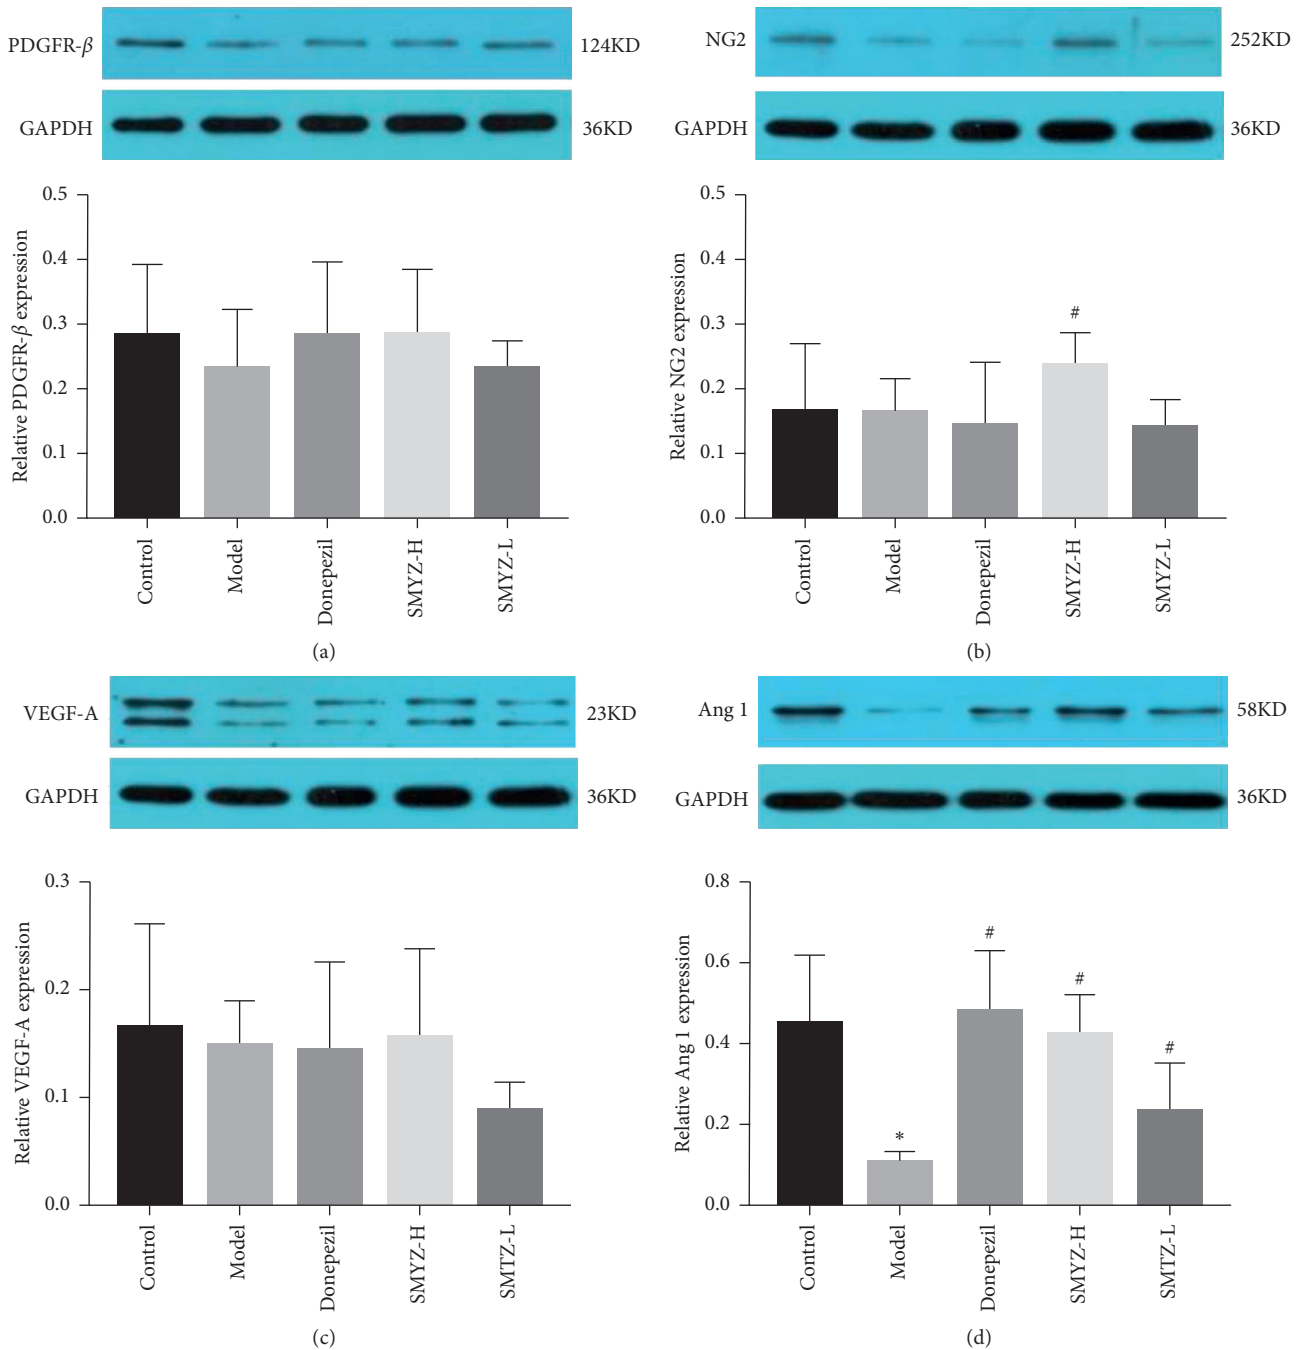 PDGFR-β
124KD
GAPDH
36KD
Relative PDGFR-β expression
0.5
0.4
0.3
0.2
0.1
0.0
Control
Model
Donepezil
SMYZ-H
SMYZ-L
(a)
NG2
252KD
GAPDH
36KD
Relative NG2 expression
0.5
0.4
0.3
0.2
0.1
0.0
#
Control
Model
Donepezil
SMYZ-H
SMYZ-L
(b)
VEGF-A
23KD
GAPDH
36KD
Relative VEGF-A expression
0.3
0.2
0.1
0.0
Control
Model
Donepezil
SMYZ-H
SMTZ-L
(c)
Ang 1
58KD
GAPDH
36KD
Relative Ang 1 expression
0.8
0.6
0.4
0.2
0.0
*
#
#
#
Control
Model
Donepezil
SMYZ-H
SMTZ-L
(d)